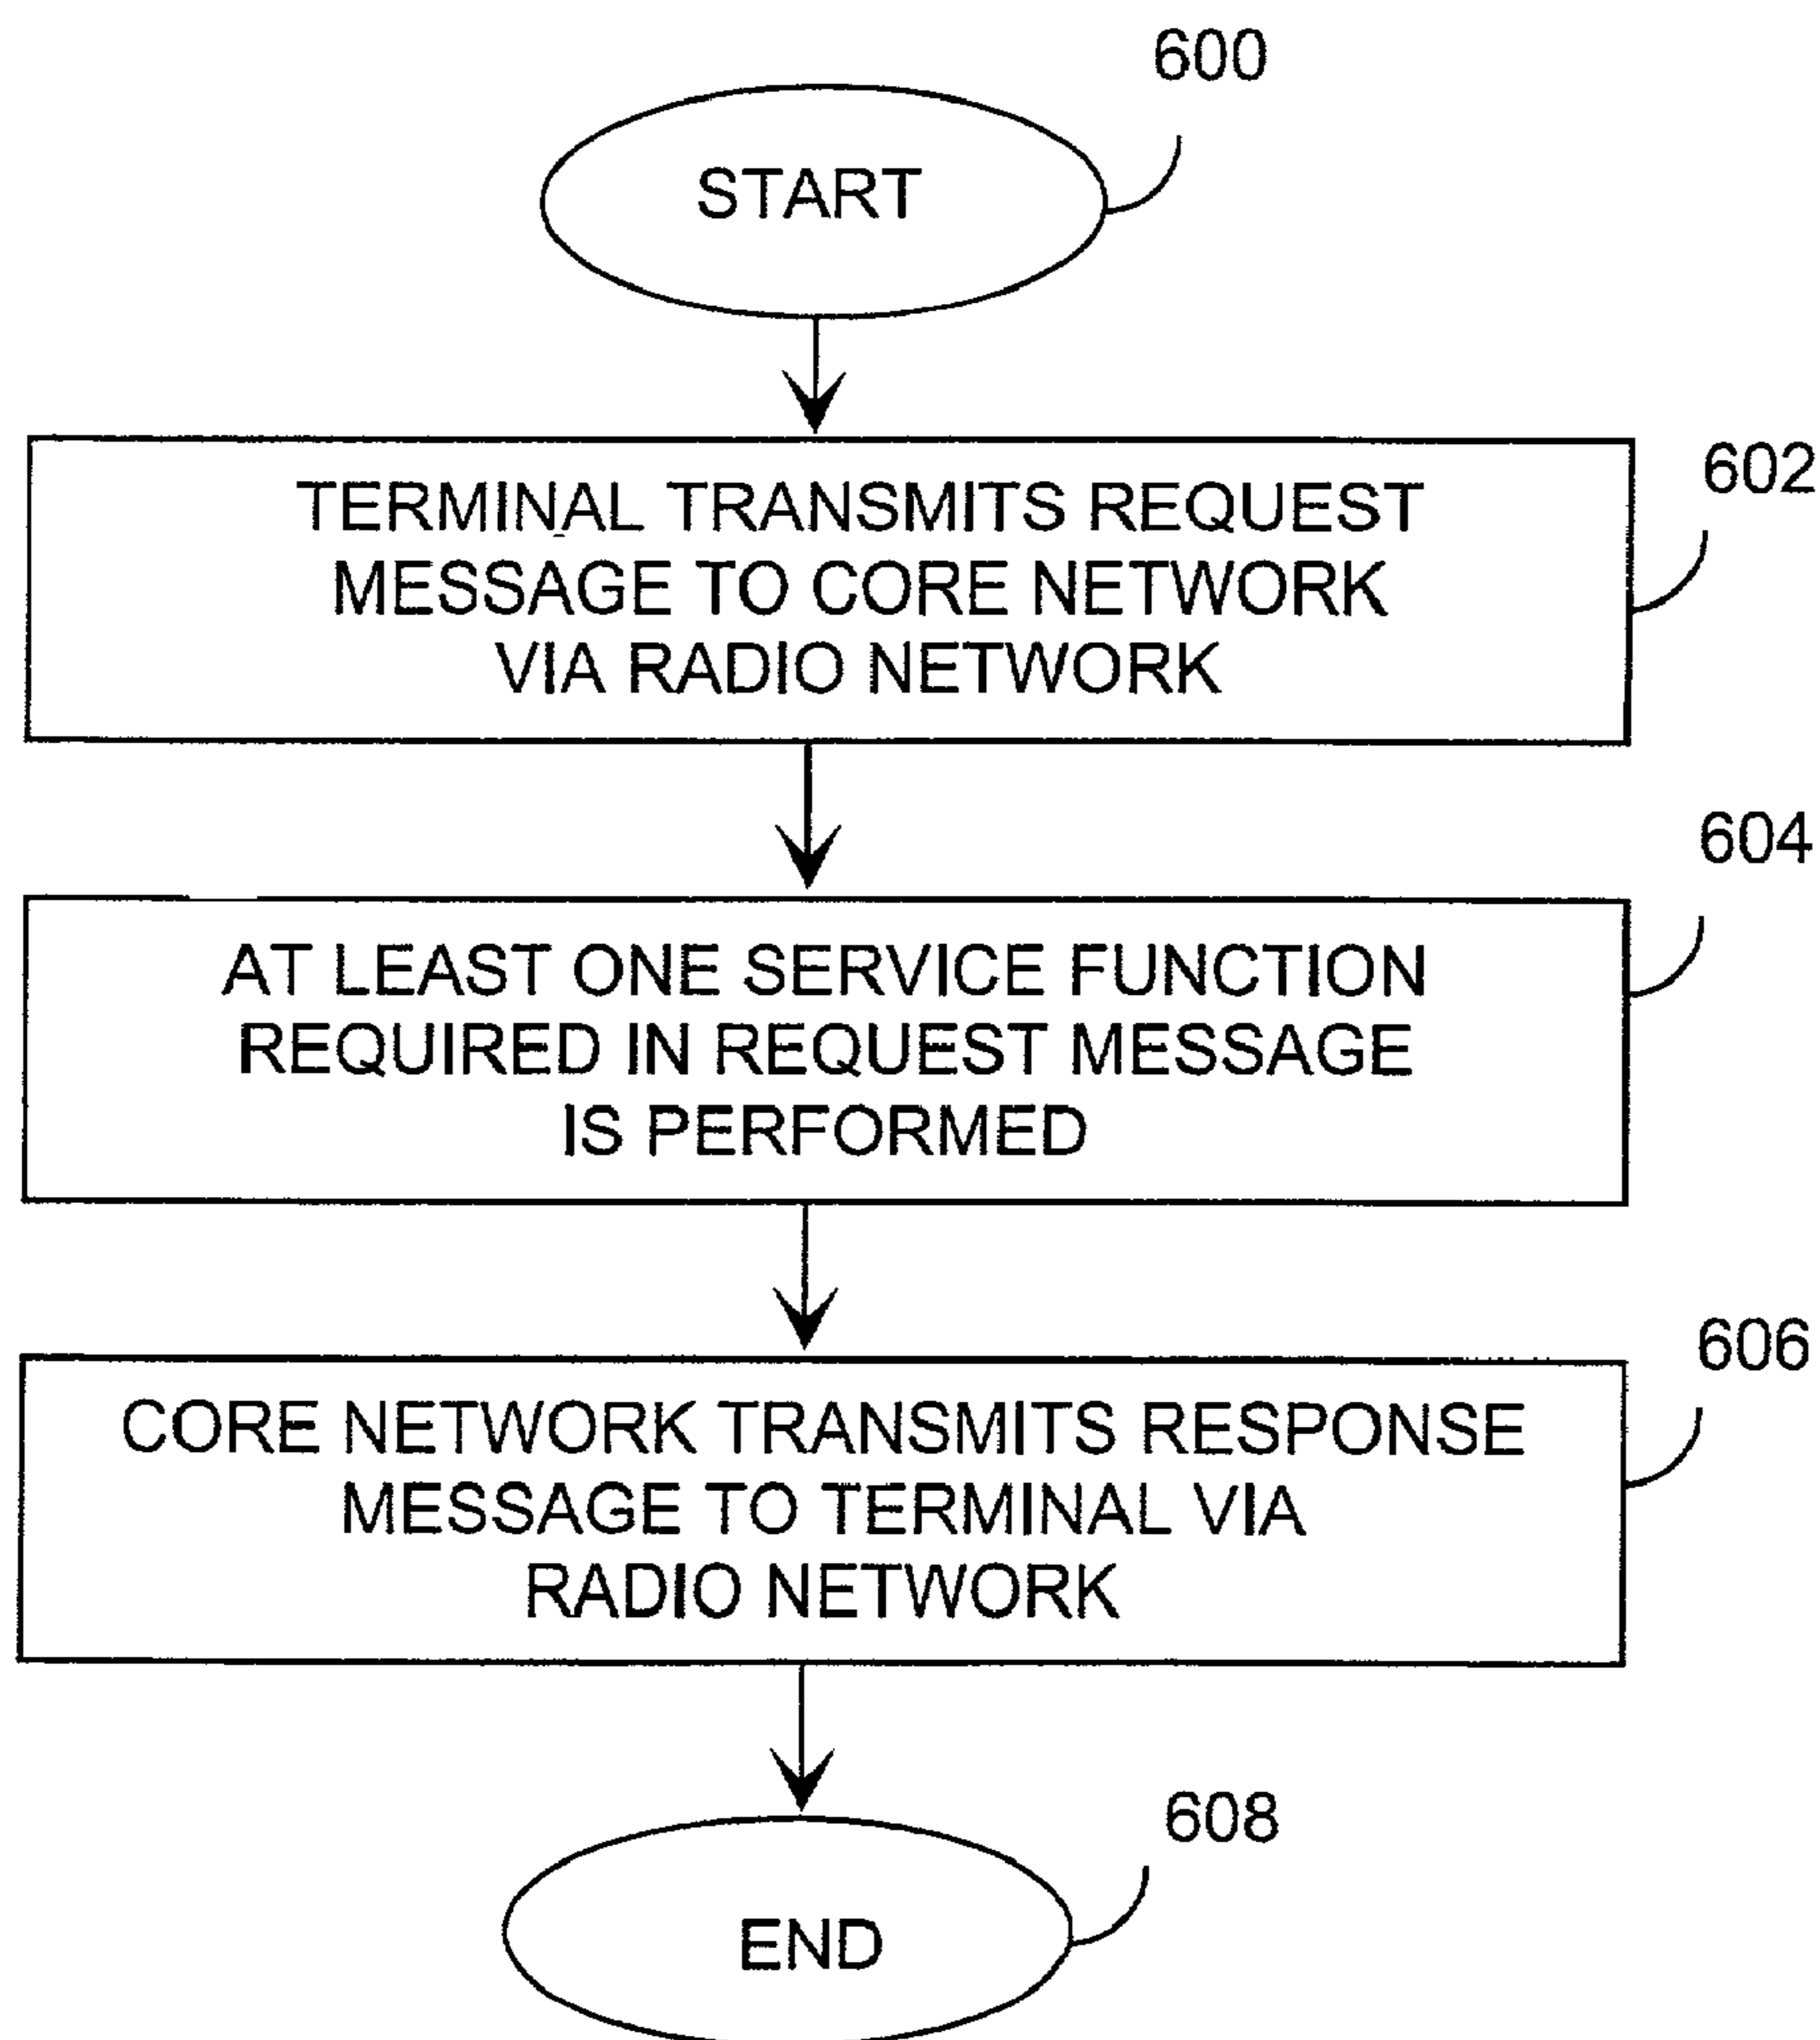 600
START
602
TERMINAL TRANSMITS REQUEST
MESSAGE TO CORE NETWORK
VIA RADIO NETWORK
604
AT LEAST ONE SERVICE FUNCTION
REQUIRED IN REQUEST MESSAGE
IS PERFORMED
606
CORE NETWORK TRANSMITS RESPONSE
MESSAGE TO TERMINAL VIA
RADIO NETWORK
608
END